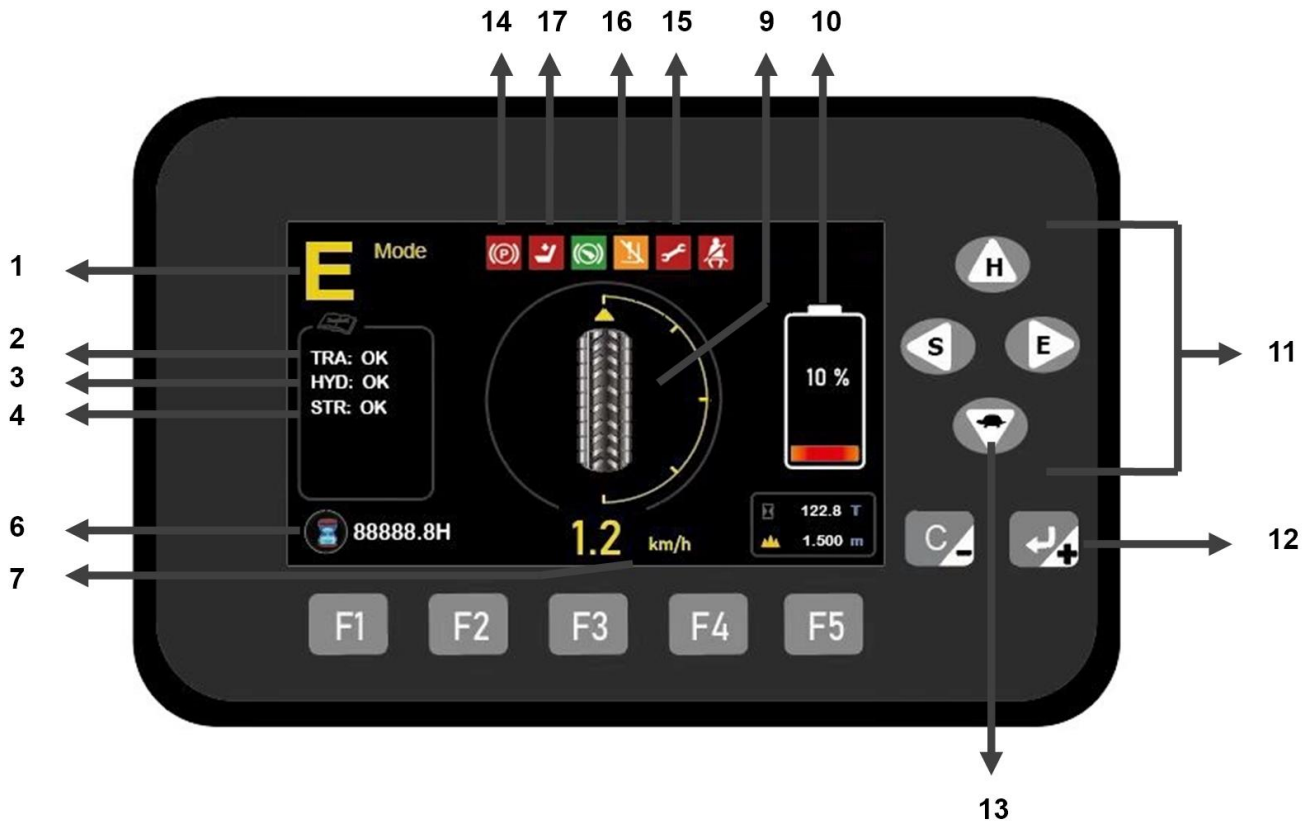 14 17 16 15 9 10
1
2
3
4
6
7
E Mode
P
TRA: OK
HYD: OK
STR: OK
88888.8H
1.2 km/h
10 %
122.8 T
1.500 m
H
S
E
C -
+
11
12
F1 F2 F3 F4 F5
13